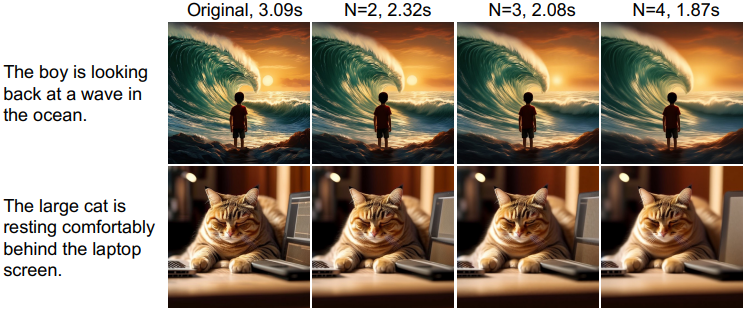 Original, 3.09s
N=2, 2.32s
N=3, 2.08s
N=4, 1.87s
The boy is looking
back at a wave in
the ocean.
The large cat is
resting comfortably
behind the laptop
screen.